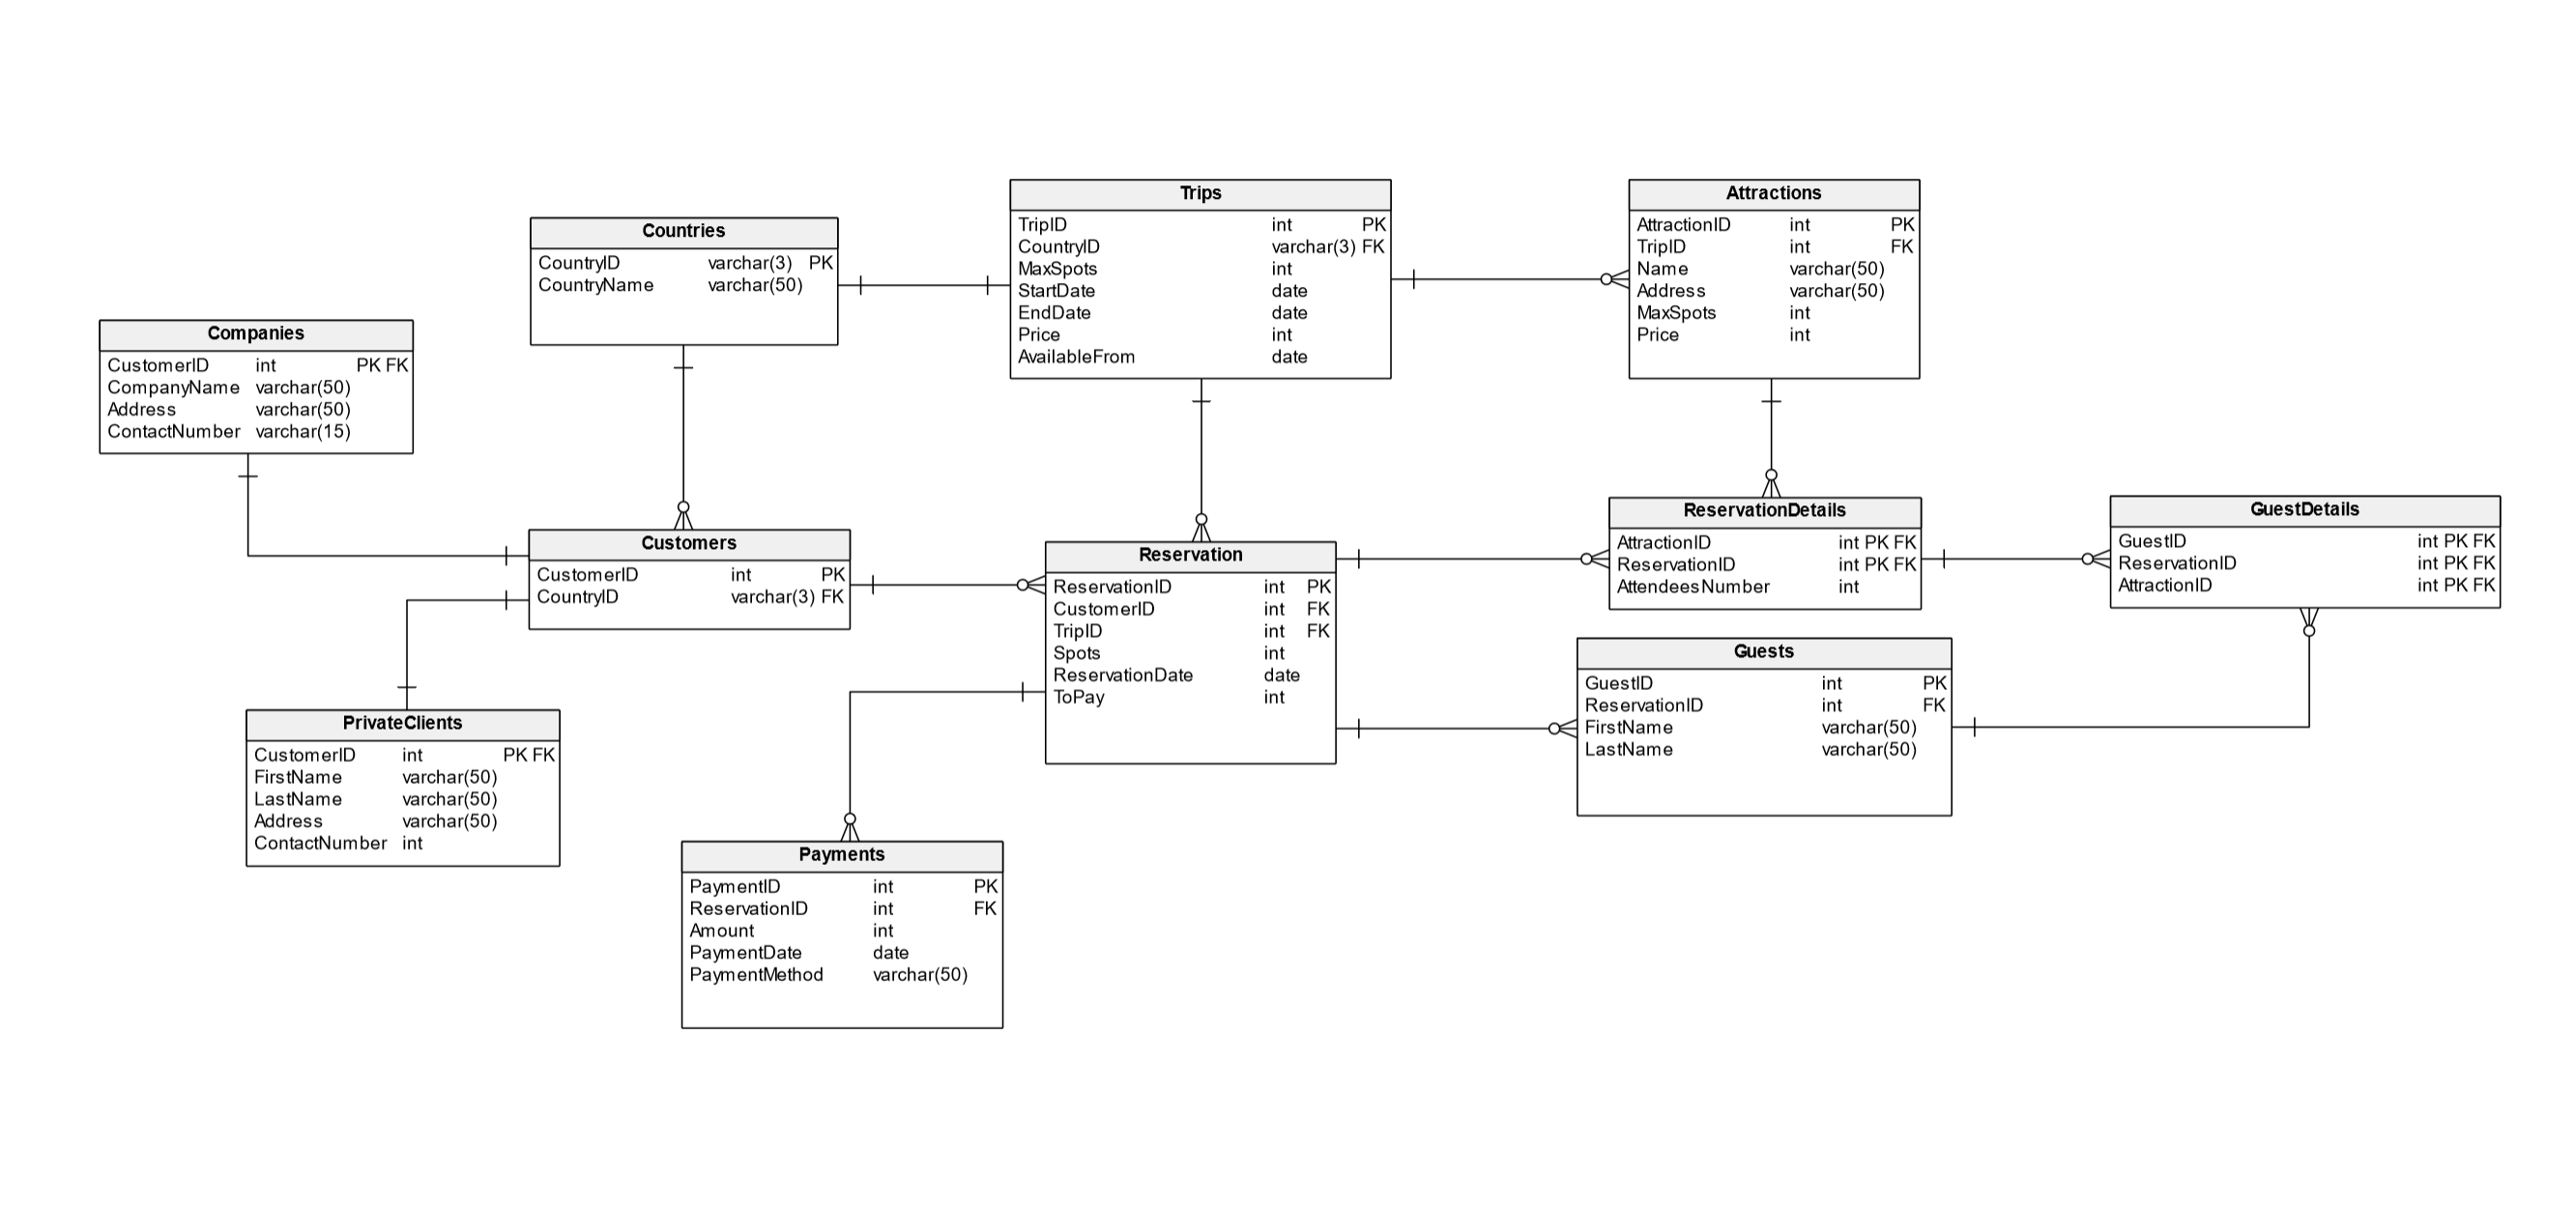 Trips
TripID int PK
CountryID varchar(3) FK
MaxSpots int
StartDate date
EndDate date
Price int
AvailableFrom date
Attractions
AttractionID int PK
TripID int FK
Name varchar(50)
Address varchar(50)
MaxSpots int
Price int
Countries
CountryID varchar(3) PK
CountryName varchar(50)
Companies
CustomerID int PK FK
CompanyName varchar(50)
Address varchar(50)
ContactNumber varchar(15)
Customers
CustomerID int PK
CountryID varchar(3) FK
Reservation
ReservationID int PK
CustomerID int FK
TripID int FK
Spots int
ReservationDate date
ToPay int
ReservationDetails
AttractionID int PK FK
ReservationID int PK FK
AttendeesNumber int
GuestDetails
GuestID int PK FK
ReservationID int PK FK
AttractionID int PK FK
Guests
GuestID int PK
ReservationID int FK
FirstName varchar(50)
LastName varchar(50)
PrivateClients
CustomerID int PK FK
FirstName varchar(50)
LastName varchar(50)
Address varchar(50)
ContactNumber int
Payments
PaymentID int PK
ReservationID int FK
Amount int
PaymentDate date
PaymentMethod varchar(50)